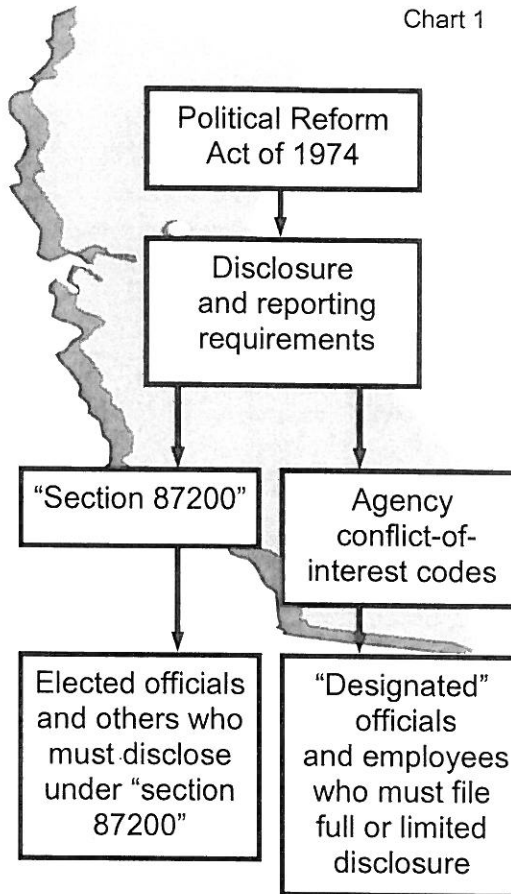 Chart 1
Political Reform
Act of 1974
Disclosure
and reporting
requirements
“Section 87200”
Agency
conflict-of-
interest codes
Elected officials
and others who
must disclose
under “section
87200”
“Designated”
officials
and employees
who must file
full or limited
disclosure